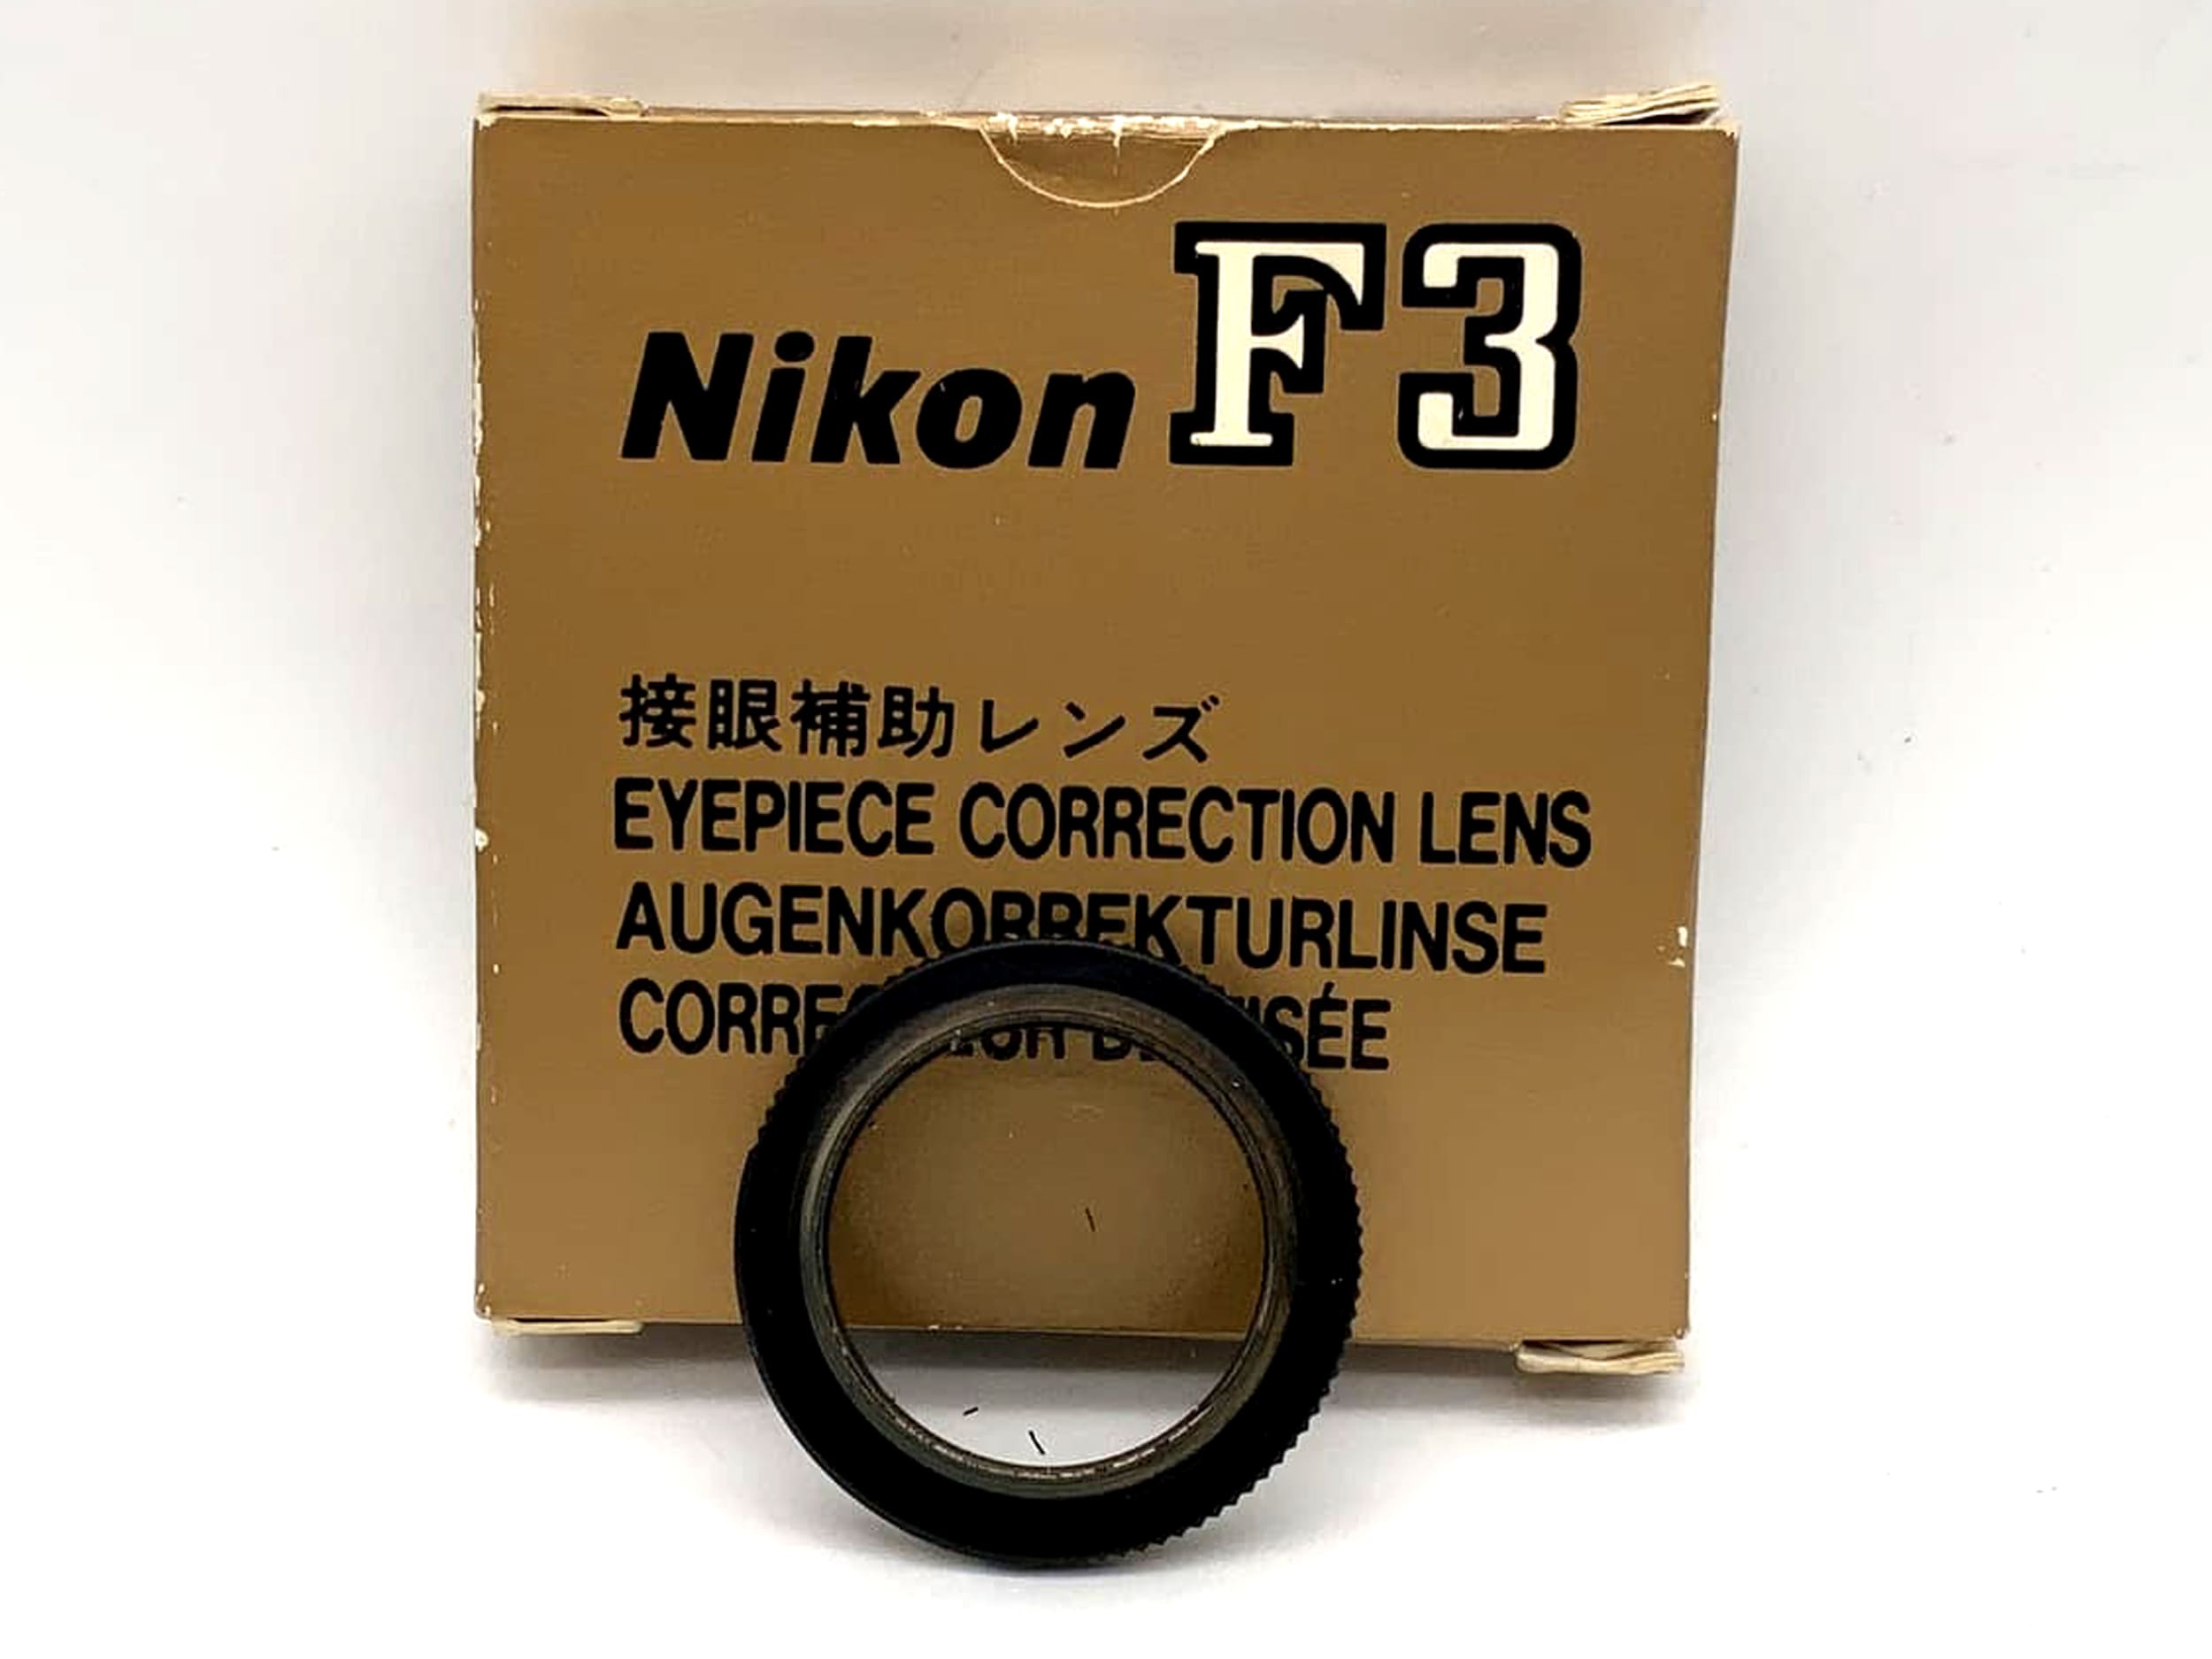 Nikon F3
接眼補助レンズ
EYEPIECE CORRECTION LENS
AUGENKORREKTURLINSE